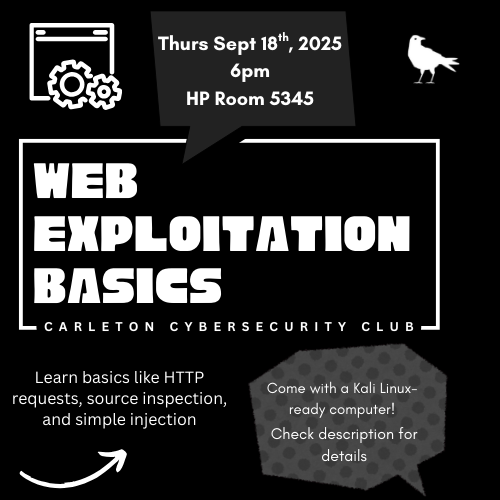 Thurs Sept 18th, 2025
6pm
HP Room 5345
WEB
EXPLOITATION
BASICS
CARLETON CYBERSECURITY CLUB
Learn basics like HTTP
requests, source inspection,
and simple injection
Come with a Kali Linux-
ready computer!
Check description for
details